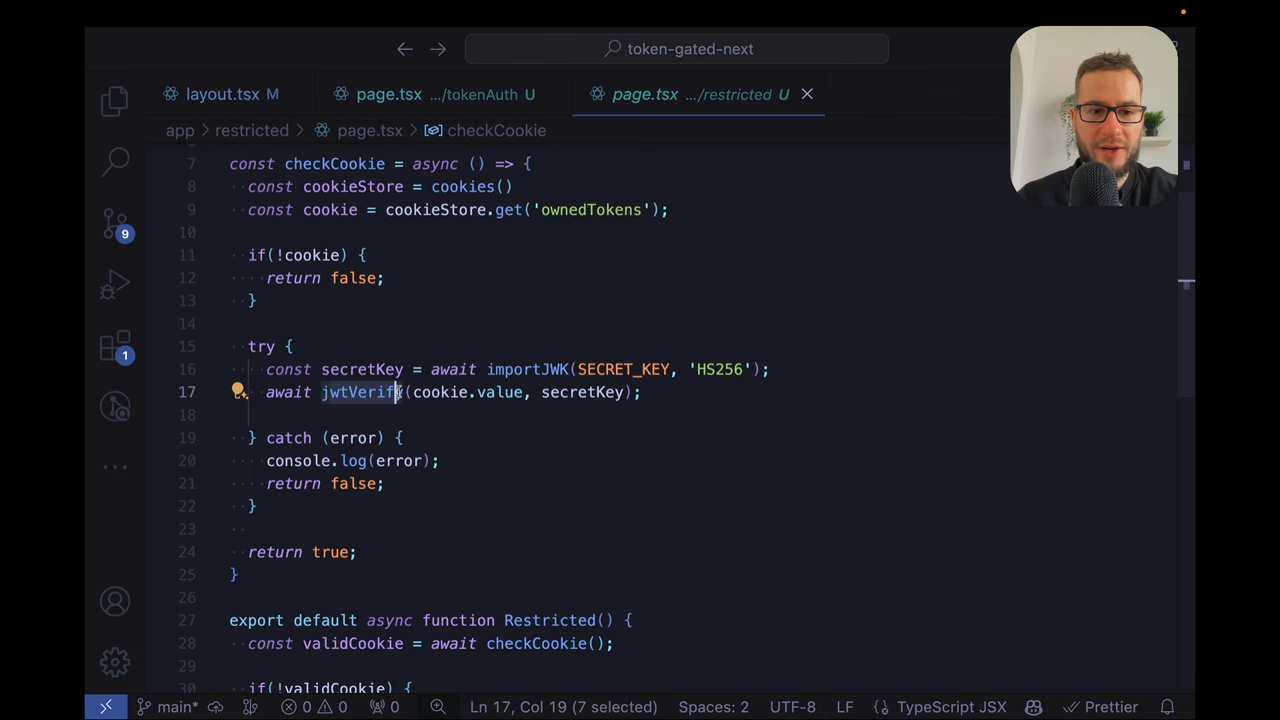 token-gated-next
layout.tsx M
page.tsx .../tokenAuth U
page.tsx .../restricted U
app > restricted > page.tsx > checkCookie
7 const checkCookie = async () => {
8 const cookieStore = cookies()
9 const cookie = cookieStore.get('ownedTokens');
10
11 if(!cookie) {
12 return false;
13 }
14
15 try {
16 const secretKey = await importJWK(SECRET_KEY, 'HS256');
17 await jwtVerify(cookie.value, secretKey);
18
19 } catch (error) {
20 console.log(error);
21 return false;
22 }
23
24 return true;
25 }
26
27 export default async function Restricted() {
28 const validCookie = await checkCookie();
29
30 if(!validCookie) {
9
1
main* 0 0 0 Ln 17, Col 19 (7 selected) Spaces: 2 UTF-8 LF {} TypeScript JSX Prettier